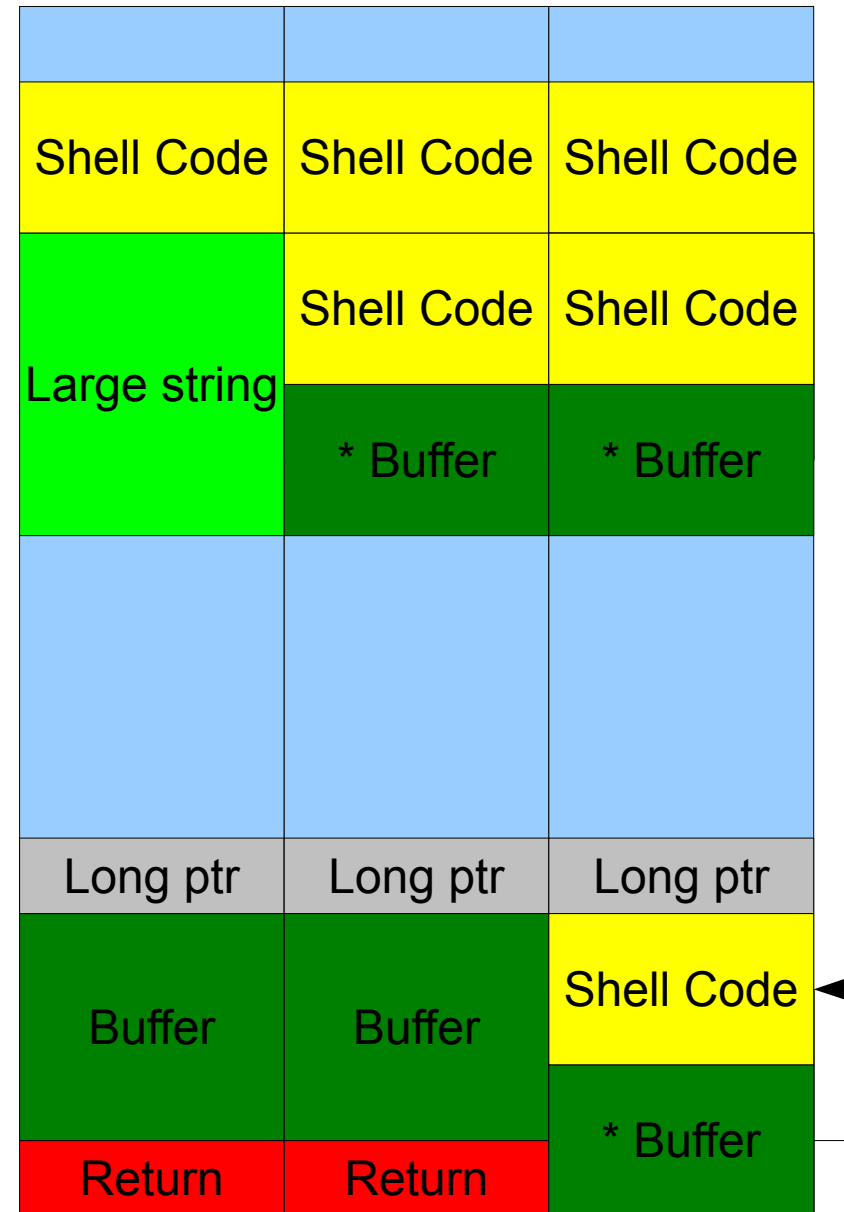 Shell Code Shell Code Shell Code
Shell Code Shell Code
Large string
* Buffer * Buffer
Long ptr Long ptr Long ptr
Shell Code
Buffer Buffer
* Buffer
Return Return